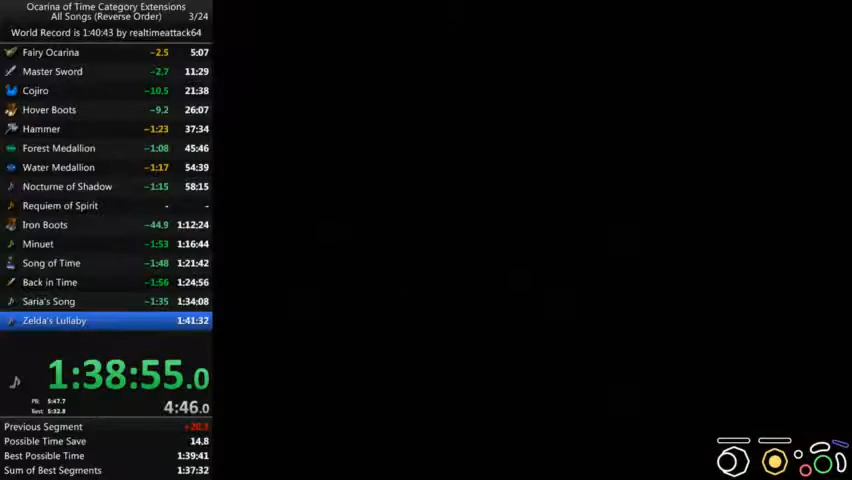 Ocarina of Time Category Extensions
All Songs (Reverse Order) 3/24
World Record is 1:40:43 by realtimeattack64
Fairy Ocarina −2.5 5:07
Master Sword −2.7 11:29
Cojiro −10.5 21:38
Hover Boots −9.2 26:07
Hammer −1:23 37:34
Forest Medallion −1:08 45:46
Water Medallion −1:17 54:39
Nocturne of Shadow −1:15 58:15
Requiem of Spirit - -
Iron Boots −44.9 1:12:24
Minuet −1:53 1:16:44
Song of Time −1:48 1:21:42
Back in Time −1:56 1:24:56
Saria's Song −1:35 1:34:08
Zelda's Lullaby 1:41:32
1:38:55.0
PB: 5:47.7
Best: 5:32.8
4:46.0
Previous Segment +20.3
Possible Time Save 14.8
Best Possible Time 1:39:41
Sum of Best Segments 1:37:32